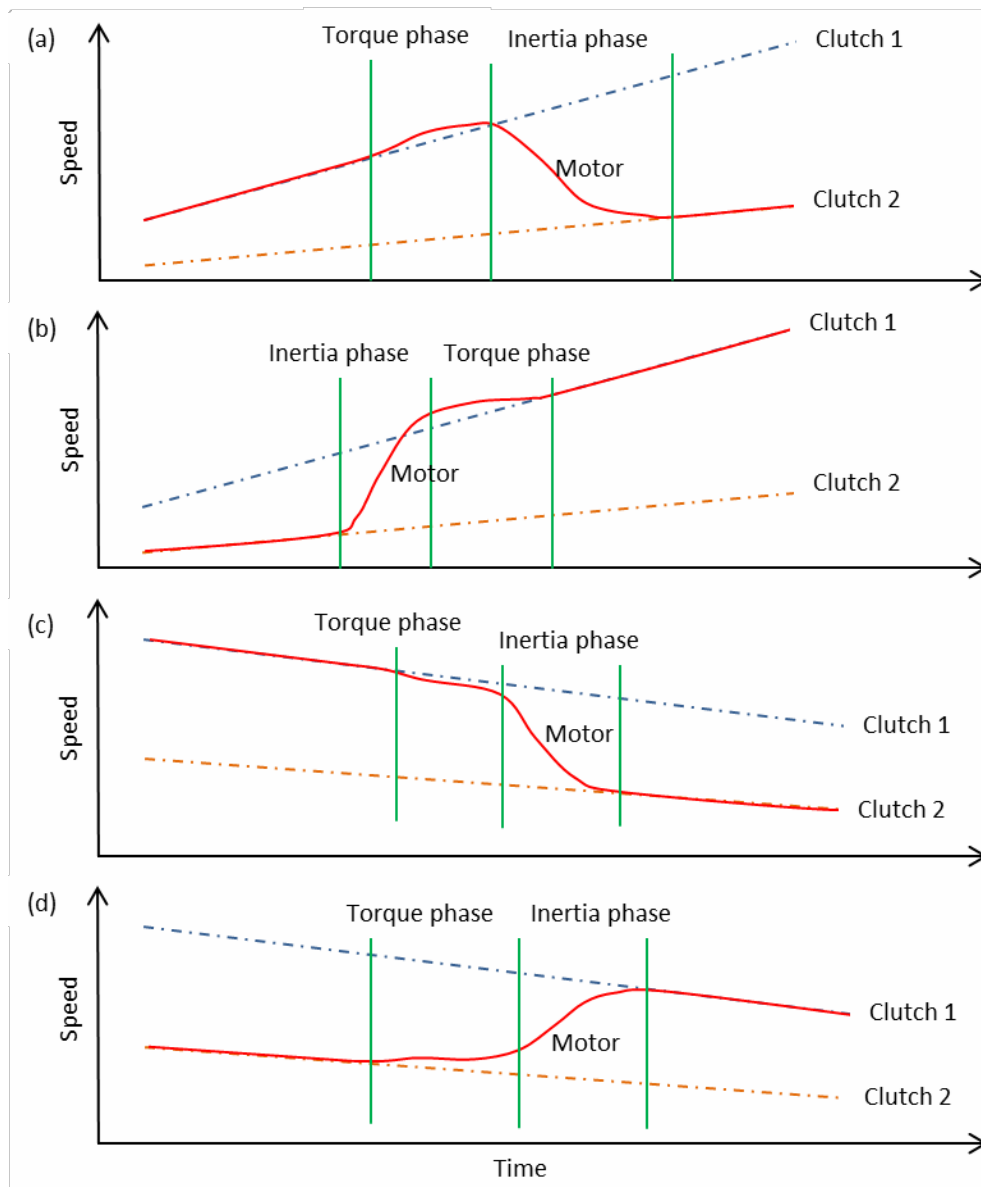 (a)
Torque phase
Inertia phase
Clutch 1
Speed
Motor
Clutch 2
(b)
Clutch 1
Inertia phase
Torque phase
Speed
Motor
Clutch 2
(c)
Torque phase
Inertia phase
Speed
Motor
Clutch 1
Clutch 2
(d)
Torque phase
Inertia phase
Speed
Clutch 1
Motor
Clutch 2
Time